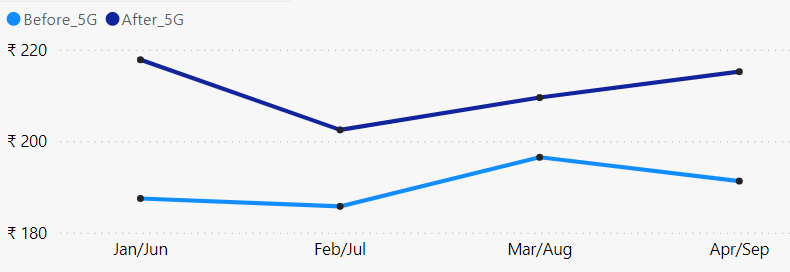 Before_5G After_5G
₹ 220
₹ 200
₹ 180
Jan/Jun Feb/Jul Mar/Aug Apr/Sep